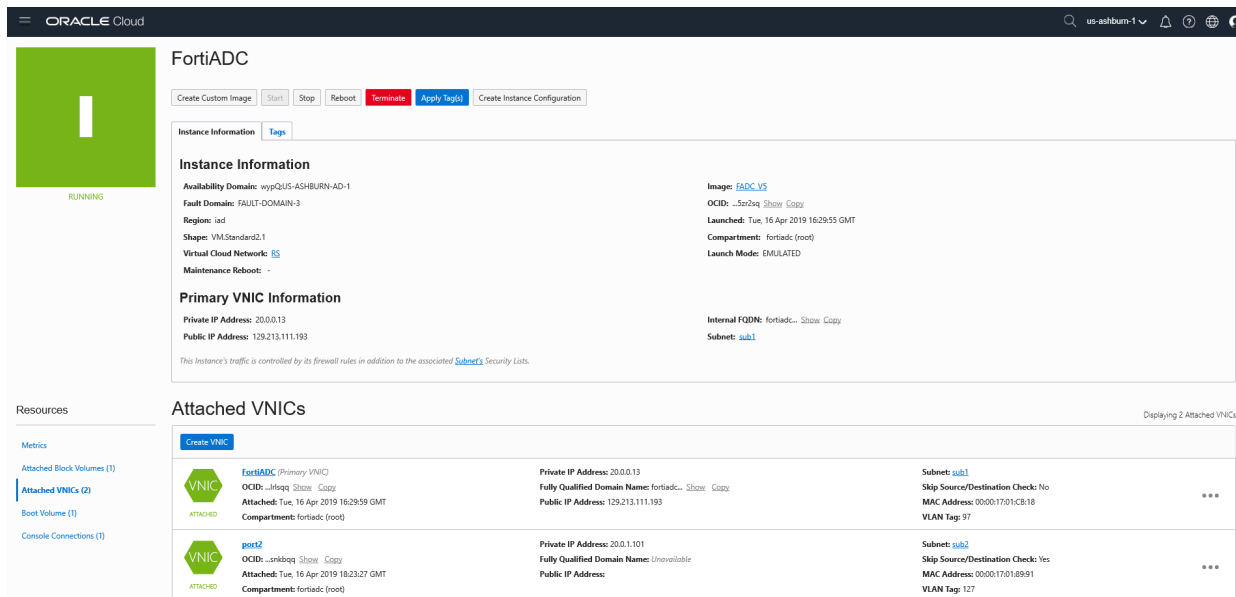 ORACLE Cloud
us-ashburn-1
I
RUNNING
FortiADC
Create Custom Image Start Stop Reboot Terminate Apply Tag(s) Create Instance Configuration
Instance Information Tags
Instance Information
Availability Domain: wypQ:US-ASHBURN-AD-1 Image: FADC_V5
Fault Domain: FAULT-DOMAIN-3 OCID: ...5zr2sq Show Copy
Region: iad Launched: Tue, 16 Apr 2019 16:29:55 GMT
Shape: VM.Standard2.1 Compartment: fortiadc (root)
Virtual Cloud Network: RS Launch Mode: EMULATED
Maintenance Reboot: -
Primary VNIC Information
Private IP Address: 20.0.0.13 Internal FQDN: fortiadc... Show Copy
Public IP Address: 129.213.111.193 Subnet: sub1
This Instance's traffic is controlled by its firewall rules in addition to the associated Subnet's Security Lists.
Resources
Metrics
Attached Block Volumes (1)
Attached VNICs (2)
Boot Volume (1)
Console Connections (1)
Attached VNICs
Displaying 2 Attached VNICs
Create VNIC
VNIC
ATTACHED
FortiADC (Primary VNIC) Private IP Address: 20.0.0.13 Subnet: sub1
OCID: ...lrlsqq Show Copy Fully Qualified Domain Name: fortiadc... Show Copy Skip Source/Destination Check: No
Attached: Tue, 16 Apr 2019 16:29:59 GMT Public IP Address: 129.213.111.193 MAC Address: 00:00:17:01:CB:18
Compartment: fortiadc (root) VLAN Tag: 97
VNIC
ATTACHED
port2 Private IP Address: 20.0.1.101 Subnet: sub2
OCID: ...snkbqq Show Copy Fully Qualified Domain Name: Unavailable Skip Source/Destination Check: Yes
Attached: Tue, 16 Apr 2019 18:23:27 GMT Public IP Address: MAC Address: 00:00:17:01:89:91
Compartment: fortiadc (root) VLAN Tag: 127